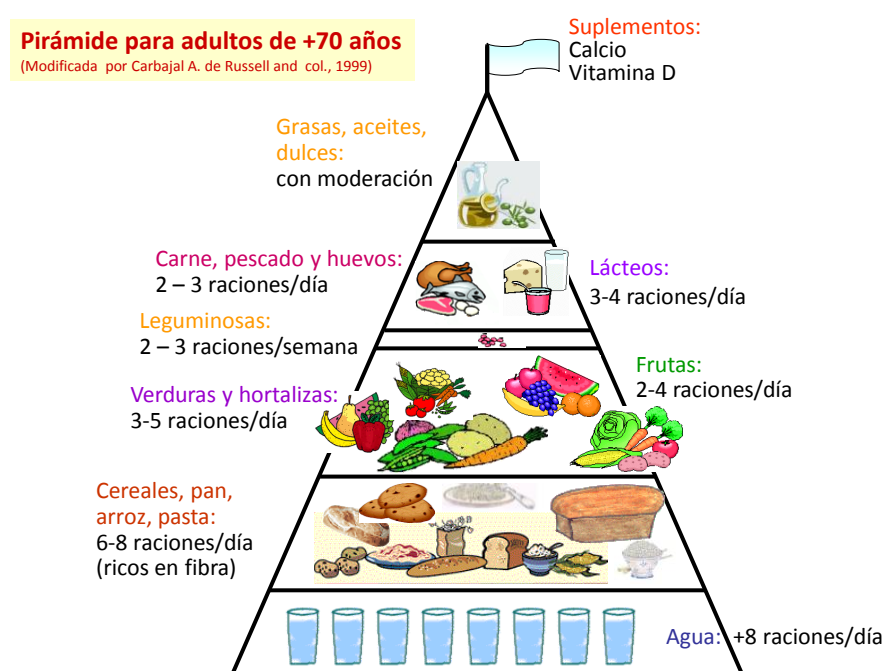 Pirámide para adultos de +70 años
(Modificada por Carbajal A. de Russell and col., 1999)
Suplementos:
Calcio
Vitamina D
Grasas, aceites,
dulces:
con moderación
Carne, pescado y huevos:
2 – 3 raciones/día
Lácteos:
3-4 raciones/día
Leguminosas:
2 – 3 raciones/semana
Frutas:
2-4 raciones/día
Verduras y hortalizas:
3-5 raciones/día
Cereales, pan,
arroz, pasta:
6-8 raciones/día
(ricos en fibra)
Agua: +8 raciones/día